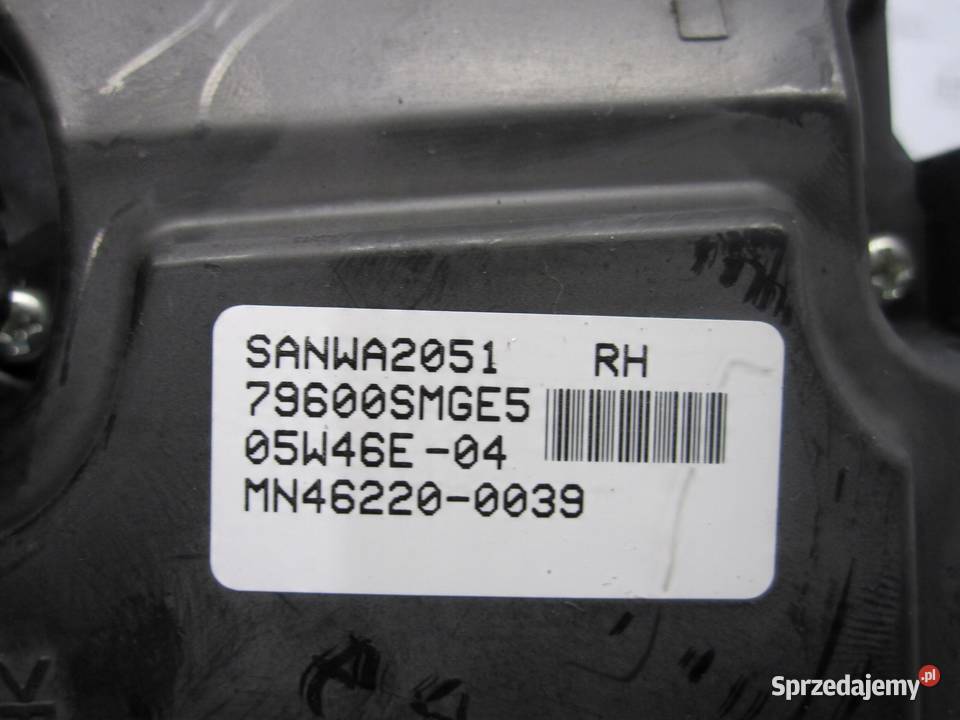 SANWA2051 RH
79600SMGE5
05W46E-04
MN46220-0039
V
Sprzedajemy.pl